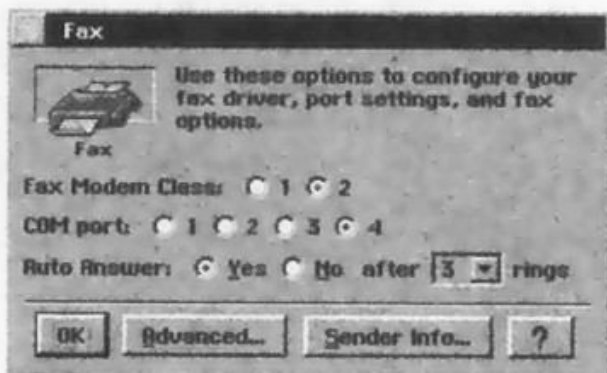 Fax
Use these options to configure your
fax driver, port settings, and fax
options.
Fax
Fax Modem Class: 1 2
COM port: 1 2 3 4
Auto Answer: Yes No after 3 rings
OK Advanced... Sender Info... ?